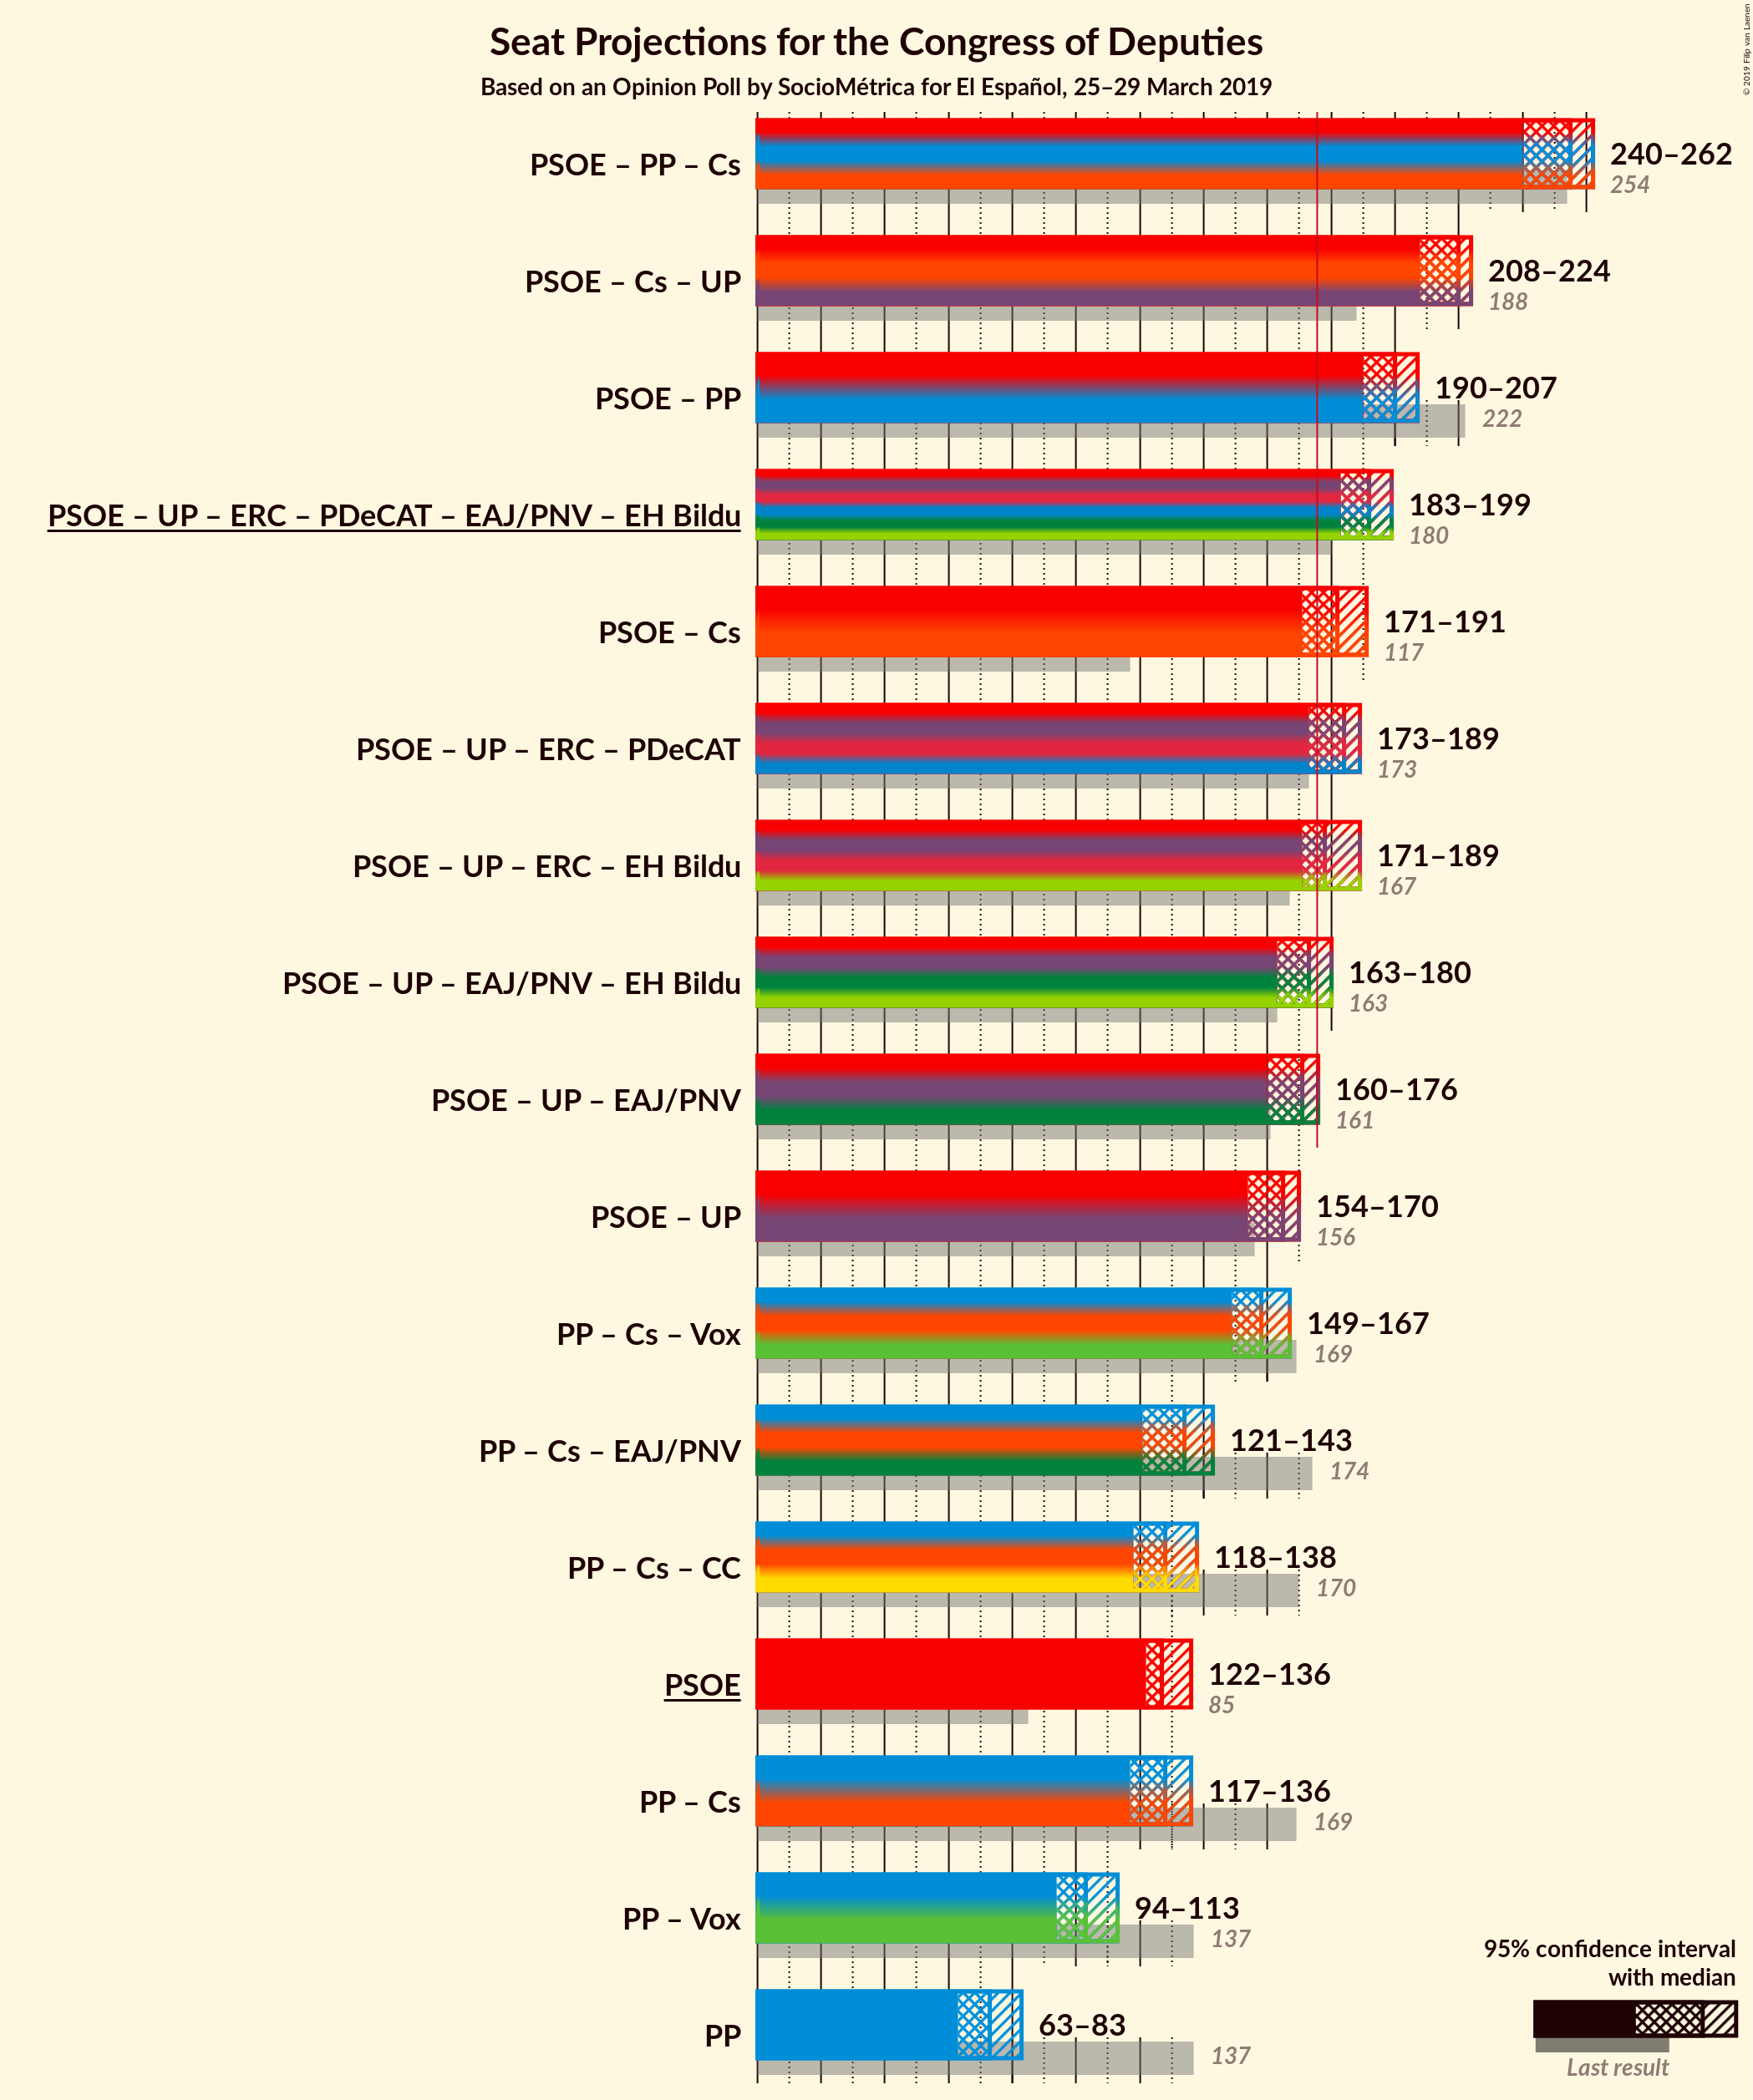 Seat Projections for the Congress of Deputies
Based on an Opinion Poll by SocioMétrica for El Español, 25–29 March 2019
© 2019 Filip van Laenen
PSOE – PP – Cs
240–262
254
PSOE – Cs – UP
208–224
188
PSOE – PP
190–207
222
PSOE – UP – ERC – PDeCAT – EAJ/PNV – EH Bildu
183–199
180
PSOE – Cs
171–191
117
PSOE – UP – ERC – PDeCAT
173–189
173
PSOE – UP – ERC – EH Bildu
171–189
167
PSOE – UP – EAJ/PNV – EH Bildu
163–180
163
PSOE – UP – EAJ/PNV
160–176
161
PSOE – UP
154–170
156
PP – Cs – Vox
149–167
169
PP – Cs – EAJ/PNV
121–143
174
PP – Cs – CC
118–138
170
PSOE
122–136
85
PP – Cs
117–136
169
PP – Vox
94–113
137
PP
63–83
137
95% confidence interval
with median
Last result